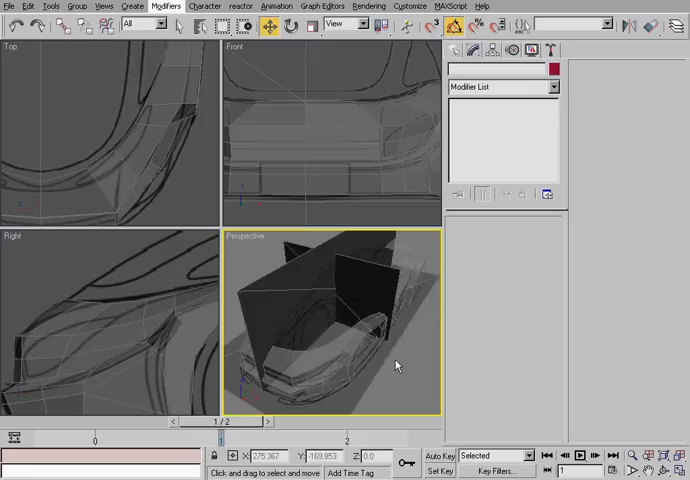 File Edit Tools Group Views Create Modifiers Character reactor Animation Graph Editors Rendering Customize MAXScript Help
All View
Top Front
Modifier List
Right Perspective
1 / 2
0 1 2
X: 275.367 Y: -169.853 Z: 0.0 Auto Key Selected
Click and drag to select and move Add Time Tag Set Key Key Filters... 1